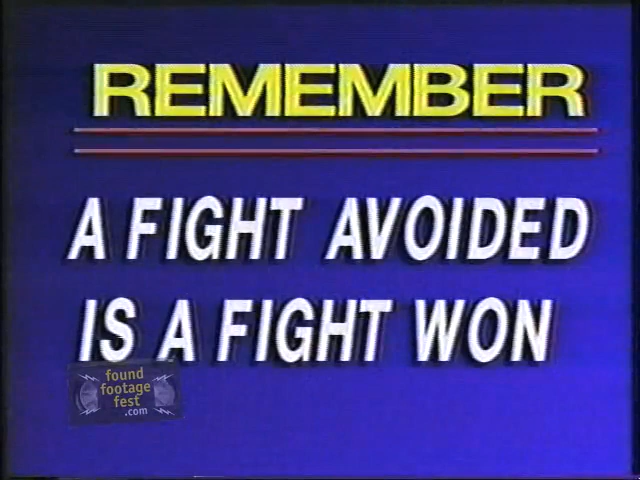 REMEMBER
A FIGHT AVOIDED
IS A FIGHT WON
found
footage
fest
.com